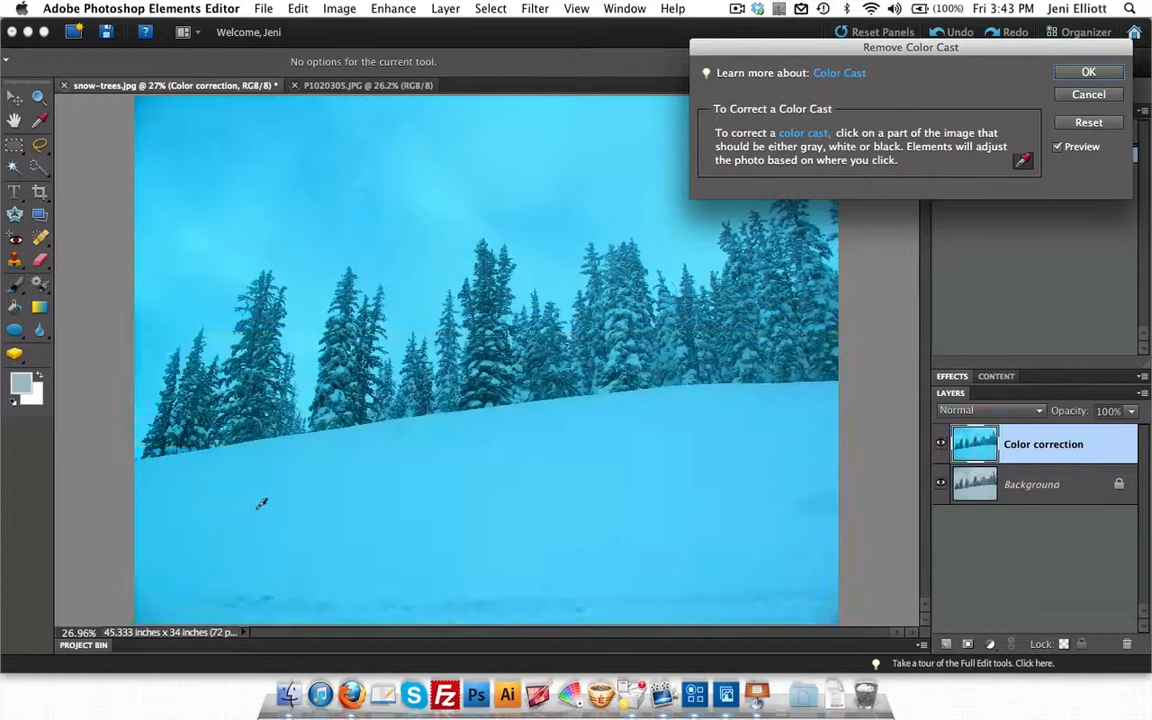 Adobe Photoshop Elements Editor File Edit Image Enhance Layer Select Filter View Window Help (100%) Fri 3:43 PM Jeni Elliott
Welcome, Jeni Reset Panels Undo Redo Organizer
Remove Color Cast
No options for the current tool.
Learn more about: Color Cast OK
snow-trees.jpg @ 27% (Color correction, RGB/8) * P1020305.JPG @ 26.2% (RGB/8)
Cancel
To Correct a Color Cast
Reset
To correct a color cast, click on a part of the image that
should be either gray, white or black. Elements will adjust
the photo based on where you click.
Preview
EFFECTS CONTENT
LAYERS
Normal Opacity: 100%
Color correction
Background
26.96% 45.333 inches x 34 inches (72 p...
PROJECT BIN
Lock:
Take a tour of the Full Edit tools. Click here.
Fz Ps Ai